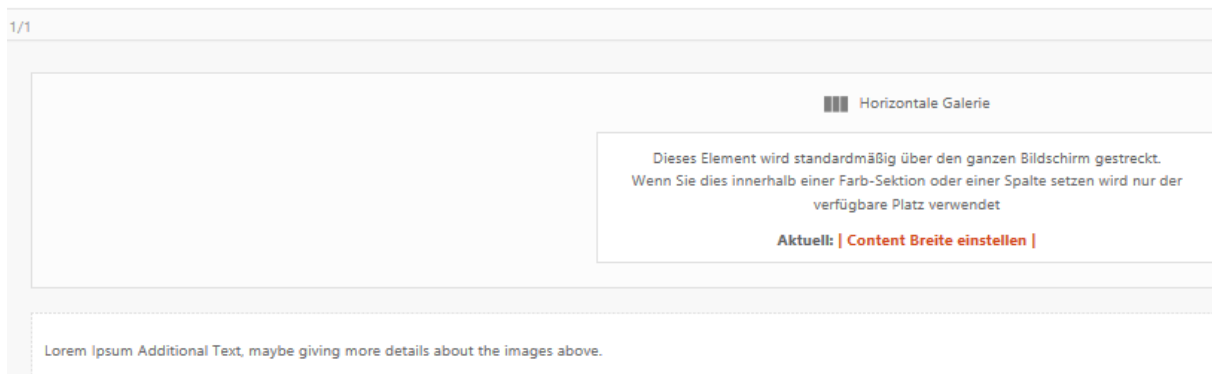 1/1
Horizontale Galerie
Dieses Element wird standardmäßig über den ganzen Bildschirm gestreckt.
Wenn Sie dies innerhalb einer Farb-Sektion oder einer Spalte setzen wird nur der
verfügbare Platz verwendet
Aktuell: | Content Breite einstellen |
Lorem Ipsum Additional Text, maybe giving more details about the images above.